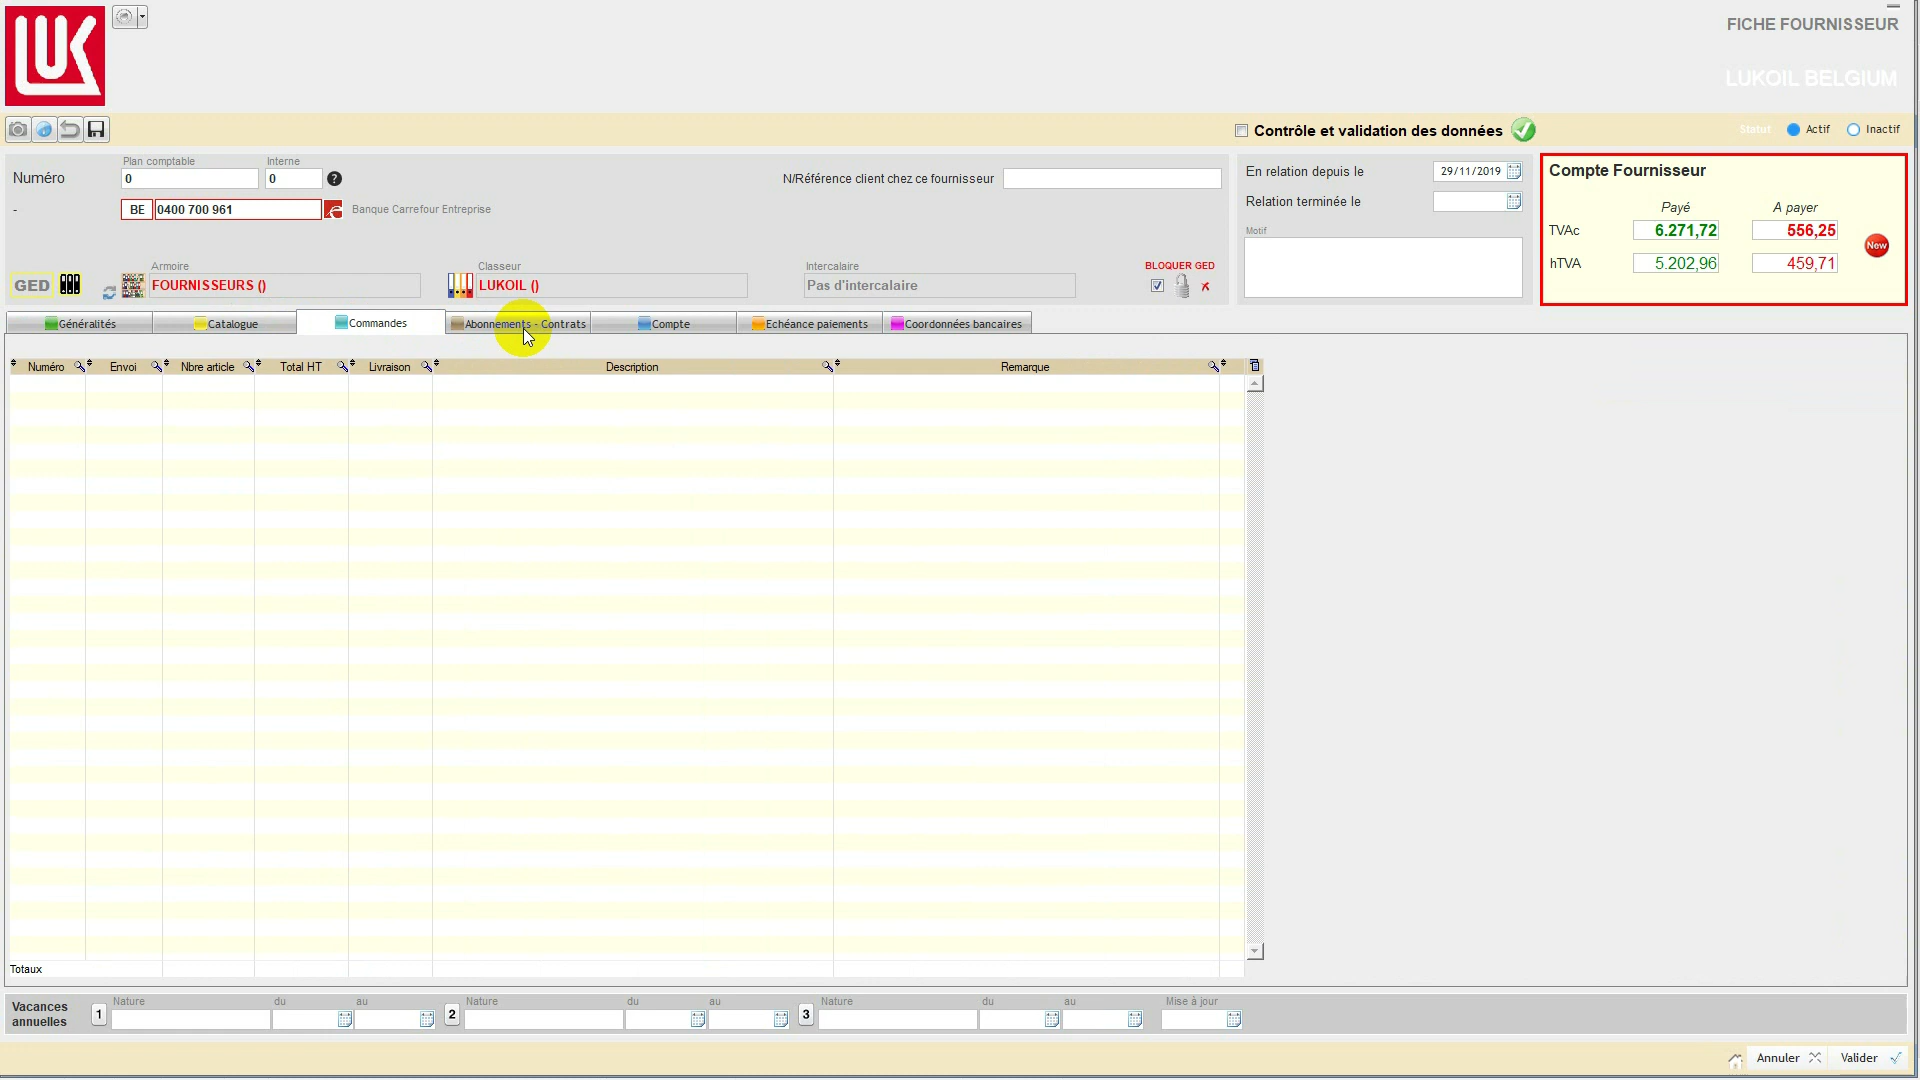 LUK
FICHE FOURNISSEUR
LUKOIL BELGIUM
Contrôle et validation des données
Statut Actif Inactif
Plan comptable Interne
Numéro 0 0 ?
N/Référence client chez ce fournisseur
- BE 0400 700 961 Banque Carrefour Entreprise
Armoire Classeur Intercalaire BLOQUER GED
GED FOURNISSEURS () LUKOIL () Pas d'intercalaire
En relation depuis le 29/11/2019
Relation terminée le
Motif
Compte Fournisseur
Payé A payer
TVAc 6.271,72 556,25
New
hTVA 5.202,96 459,71
Généralités Catalogue Commandes Abonnements - Contrats Compte Echéance paiements Coordonnées bancaires
Numéro Envoi Nbre article Total HT Livraison Description Remarque
Totaux
Vacances annuelles
1 Nature du au
2 Nature du au
3 Nature du au
Mise à jour
Annuler Valider